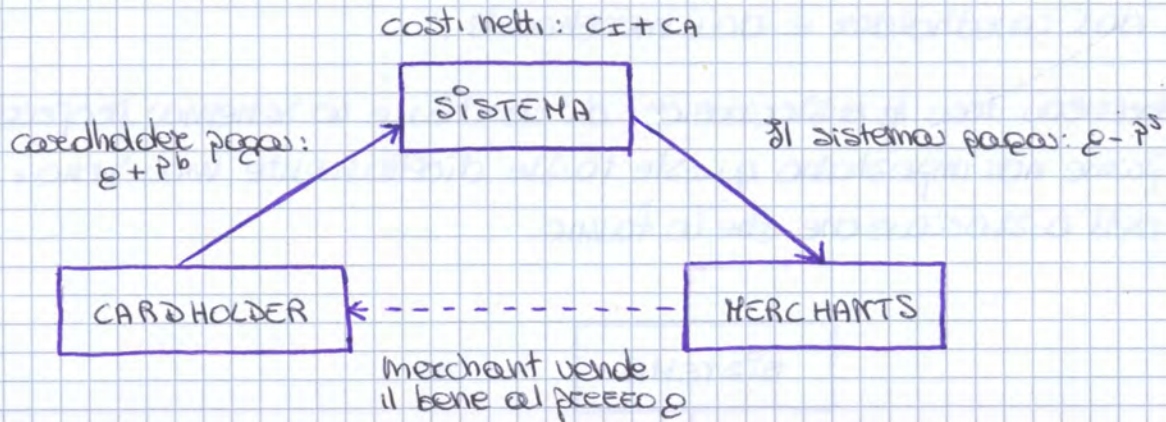 costi netti: CI + CA
SISTEMA
cardholder paga:
p + P^b
Il sistema paga: p - P^s
CARDHOLDER
MERCHANTS
merchant vende
il bene al prezzo p